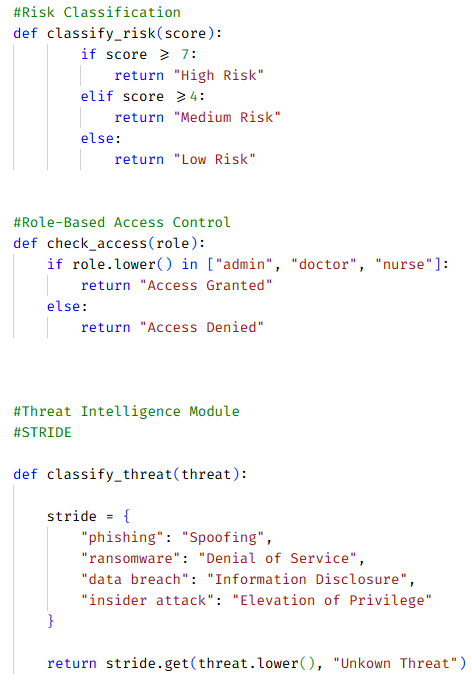 #Risk Classification
def classify_risk(score):
        if score >= 7:
            return "High Risk"
        elif score >=4:
            return "Medium Risk"
        else:
            return "Low Risk"
#Role-Based Access Control
def check_access(role):
    if role.lower() in ["admin", "doctor", "nurse"]:
        return "Access Granted"
    else:
        return "Access Denied"
#Threat Intelligence Module
#STRIDE
def classify_threat(threat):
    stride = {
        "phishing": "Spoofing",
        "ransomware": "Denial of Service",
        "data breach": "Information Disclosure",
        "insider attack": "Elevation of Privilege"
    }
    return stride.get(threat.lower(), "Unkown Threat")